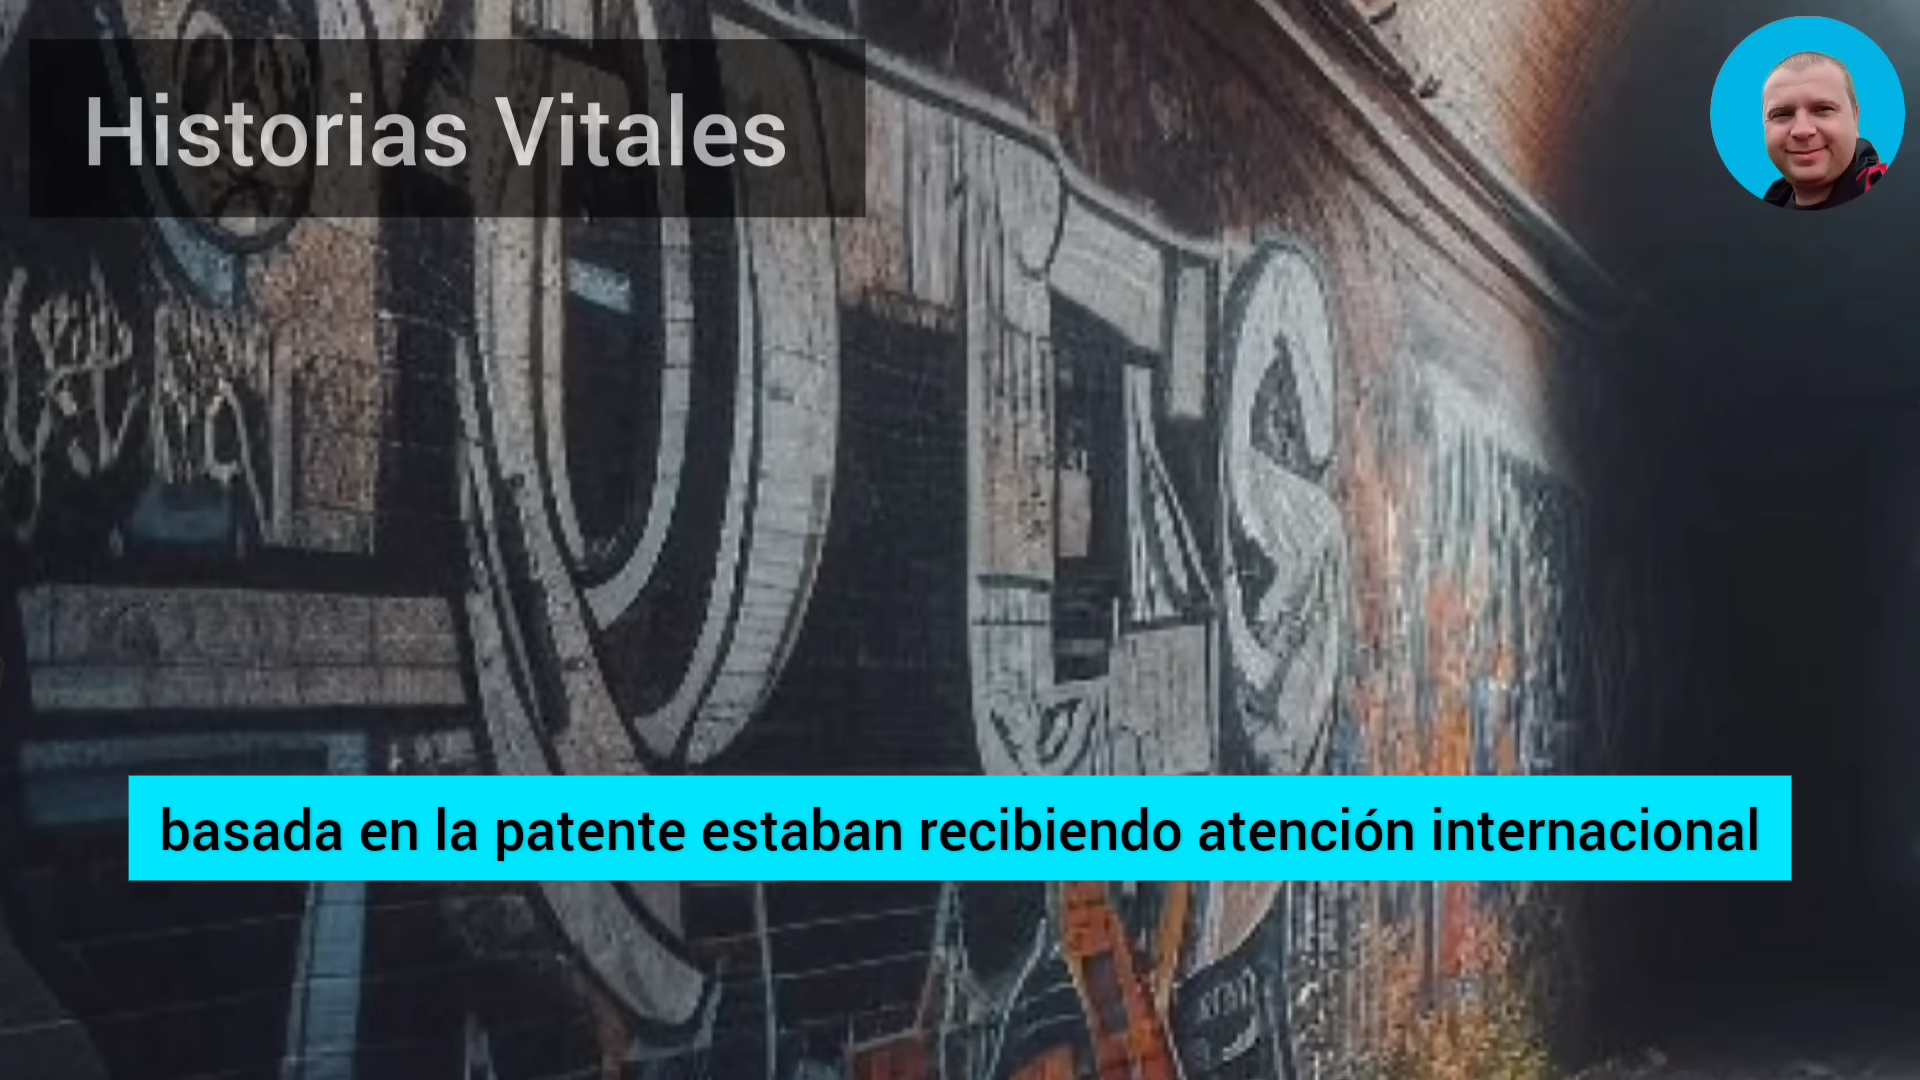 Historias Vitales
basada en la patente estaban recibiendo atención internacional